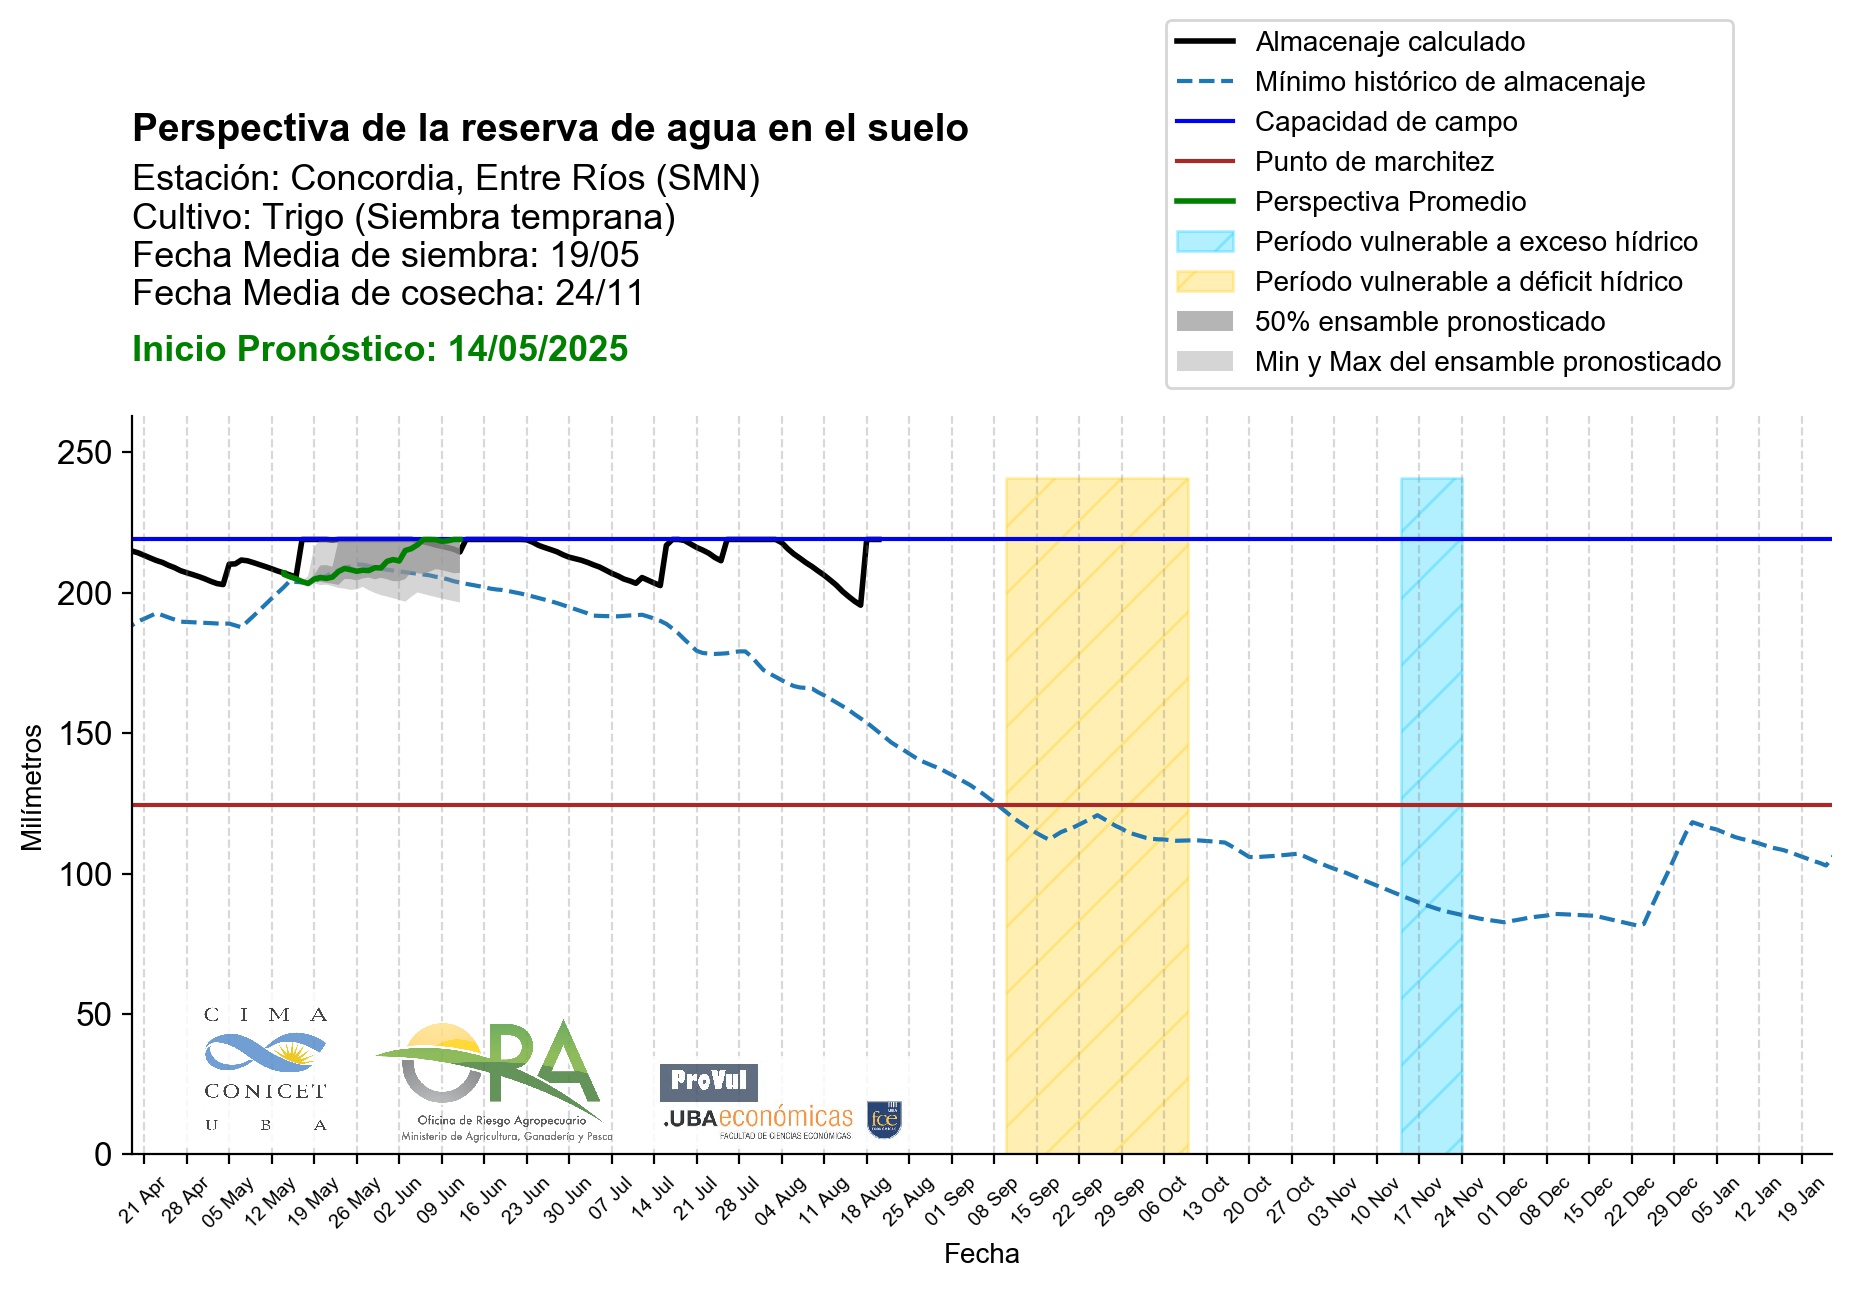 Almacenaje calculado
Mínimo histórico de almacenaje
Capacidad de campo
Punto de marchitez
Perspectiva Promedio
Período vulnerable a exceso hídrico
Período vulnerable a déficit hídrico
50% ensamble pronosticado
Min y Max del ensamble pronosticado
Perspectiva de la reserva de agua en el suelo
Estación: Concordia, Entre Ríos (SMN)
Cultivo: Trigo (Siembra temprana)
Fecha Media de siembra: 19/05
Fecha Media de cosecha: 24/11
Inicio Pronóstico: 14/05/2025
Milímetros
250
200
150
100
50
0
CIMA
CONICET
UBA
ORA
Oficina de Riesgo Agropecuario
Ministerio de Agricultura, Ganadería y Pesca
ProVul
.UBAeconómicas
FACULTAD DE CIENCIAS ECONÓMICAS
fce
21 Apr
28 Apr
05 May
12 May
19 May
26 May
02 Jun
09 Jun
16 Jun
23 Jun
30 Jun
07 Jul
14 Jul
21 Jul
28 Jul
04 Aug
11 Aug
18 Aug
25 Aug
01 Sep
08 Sep
15 Sep
22 Sep
29 Sep
06 Oct
13 Oct
20 Oct
27 Oct
03 Nov
10 Nov
17 Nov
24 Nov
01 Dec
08 Dec
15 Dec
22 Dec
29 Dec
05 Jan
12 Jan
19 Jan
Fecha